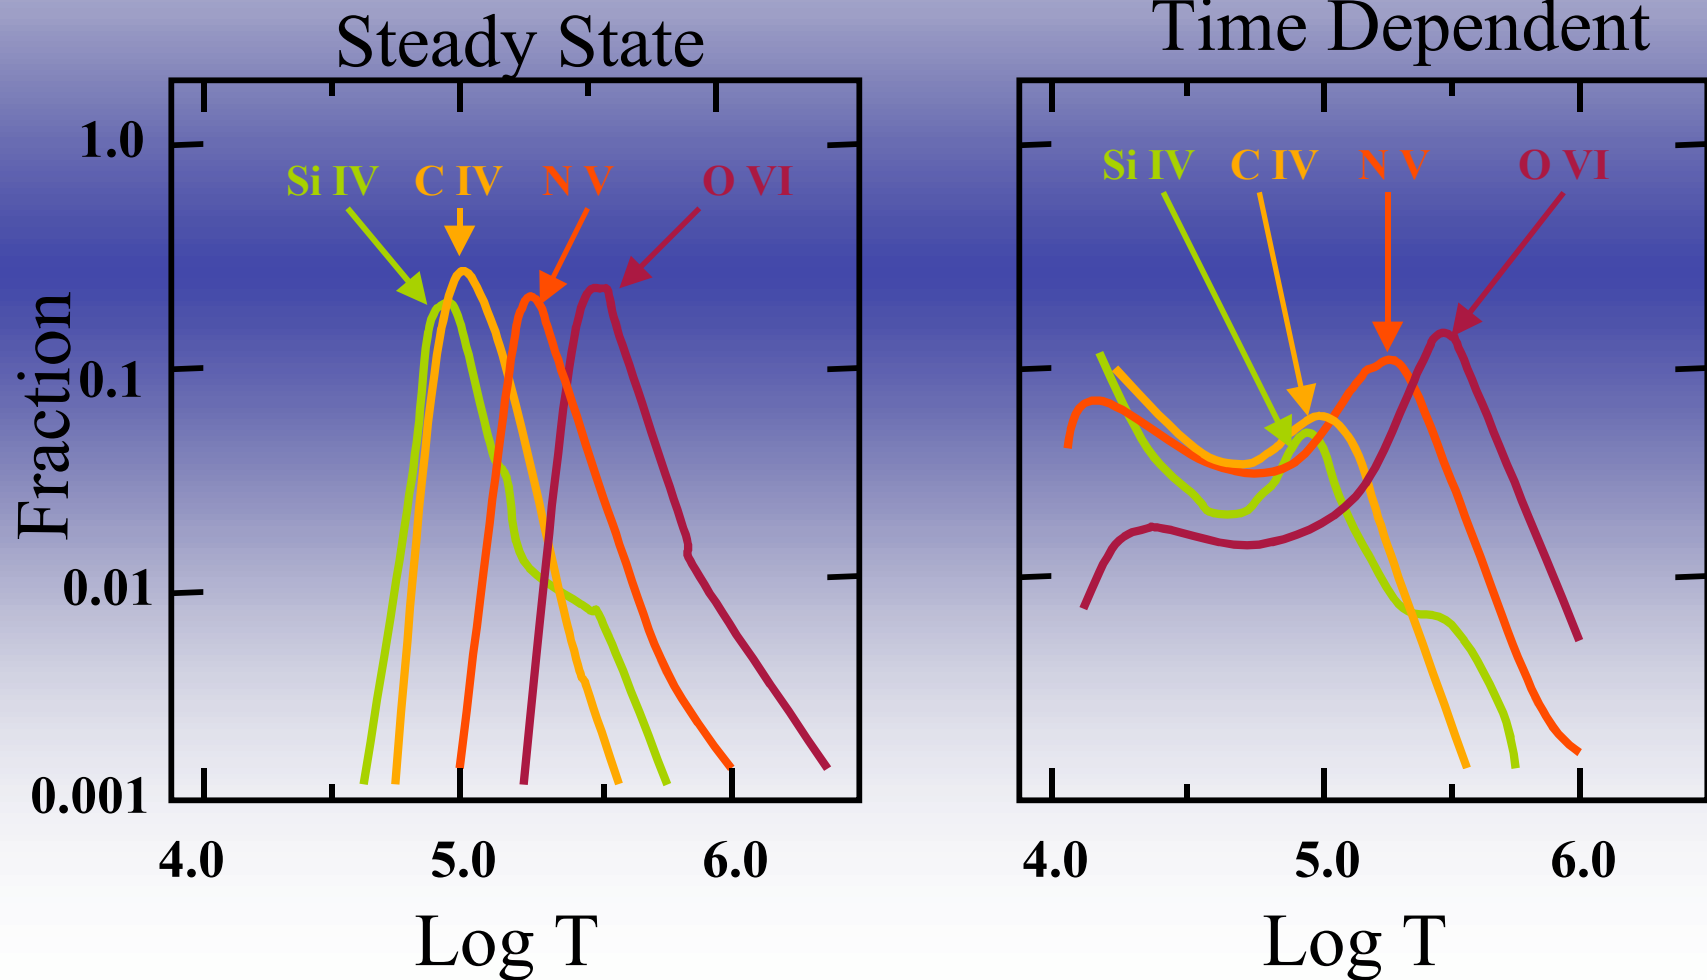 Steady State
1.0
Si IV C IV N V O VI
Fraction
0.1
0.01
0.001
4.0 5.0 6.0
Log T
Time Dependent
Si IV C IV N V O VI
4.0 5.0 6.0
Log T